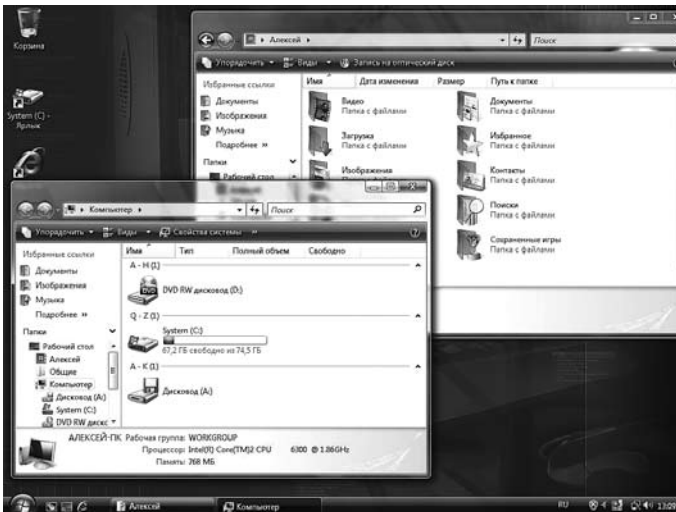 Корзина
System (C) -
Ярлык
Алексей
Поиск
Упорядочить
Виды
Запись на оптический диск
Избранные ссылки
Документы
Изображения
Музыка
Подробнее »
Папки
Рабочий стол
Имя Дата изменения Размер Путь к папке
Видео
Папка с файлами
Документы
Папка с файлами
Загрузка
Папка с файлами
Избранное
Папка с файлами
Изображения
Контакты
Папка с файлами
Поиски
Папка с файлами
Сохраненные игры
Папка с файлами
Компьютер
Поиск
Упорядочить Виды Свойства системы »
Избранные ссылки
Документы
Изображения
Музыка
Подробнее »
Папки
Рабочий стол
Алексей
Общие
Компьютер
Дисковод (A:)
System (C:)
DVD RW дискс
Имя Тип Полный объем Свободно
A - H (1)
DVD RW дисковод (D:)
Q - Z (1)
System (C:)
67,2 ГБ свободно из 74,5 ГБ
A - K (1)
Дисковод (A:)
АЛЕКСЕЙ-ПК Рабочая группа: WORKGROUP
Процессор: Intel(R) Core(TM)2 CPU 6300 @ 1.86GHz
Память: 768 МБ
Алексей
Компьютер
RU
13:09